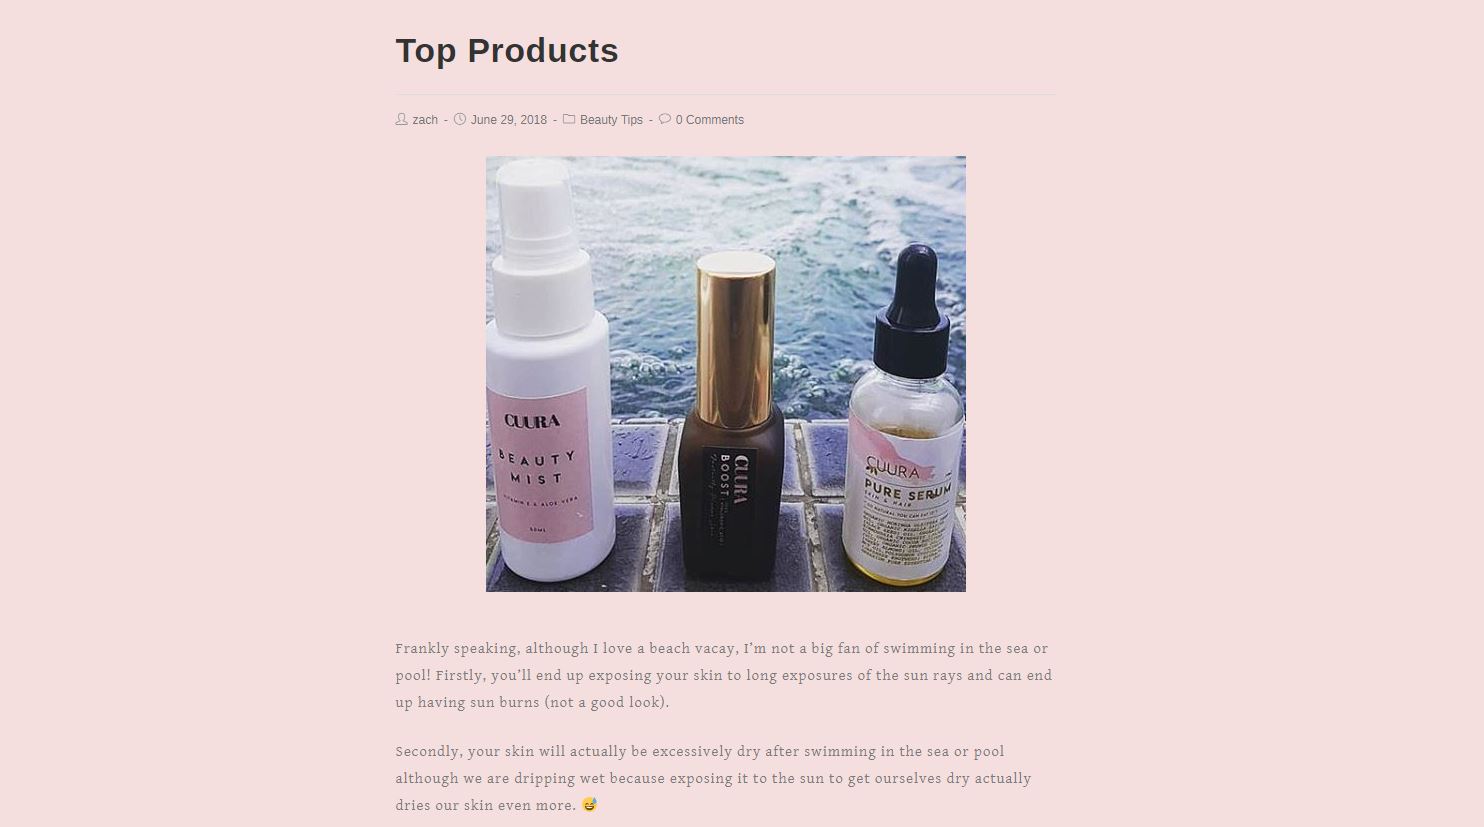 Top Products
zach - June 29, 2018 - Beauty Tips - 0 Comments
CUURA
BEAUTY
MIST
VITAMIN E & ALOE VERA
50ML
CUURA
BOOST
CUURA
PURE SERUM
SKIN & HAIR
Frankly speaking, although I love a beach vacay, I’m not a big fan of swimming in the sea or
pool! Firstly, you’ll end up exposing your skin to long exposures of the sun rays and can end
up having sun burns (not a good look).
Secondly, your skin will actually be excessively dry after swimming in the sea or pool
although we are dripping wet because exposing it to the sun to get ourselves dry actually
dries our skin even more. 😅